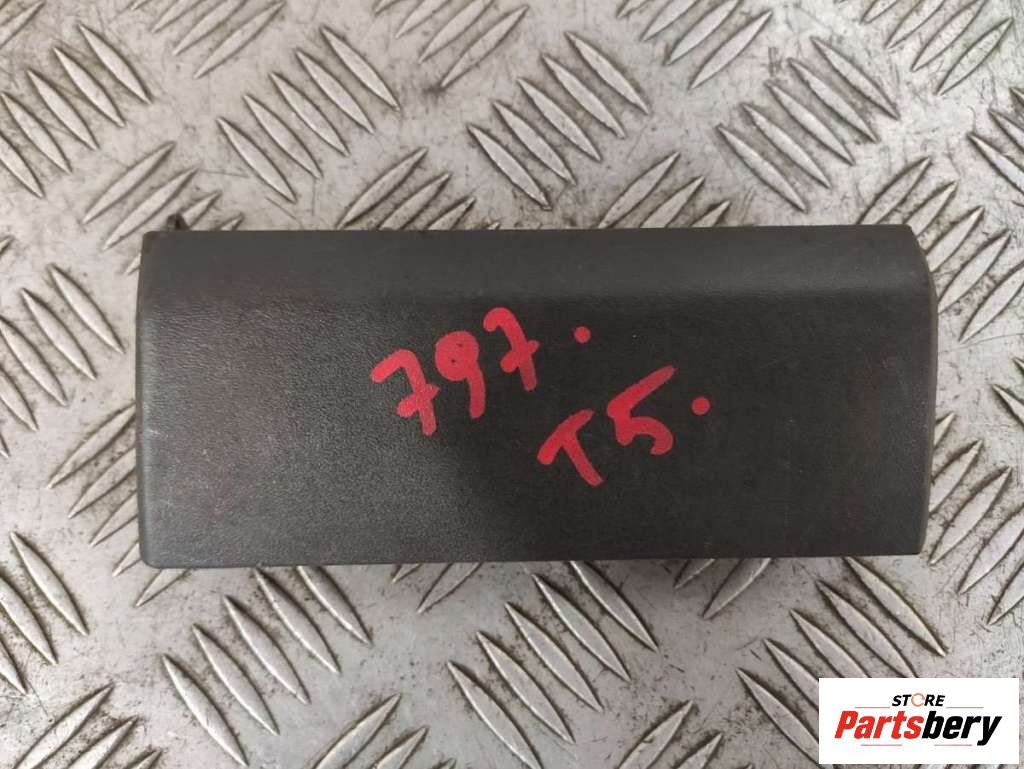 797.
T5.
STORE
Partsbery